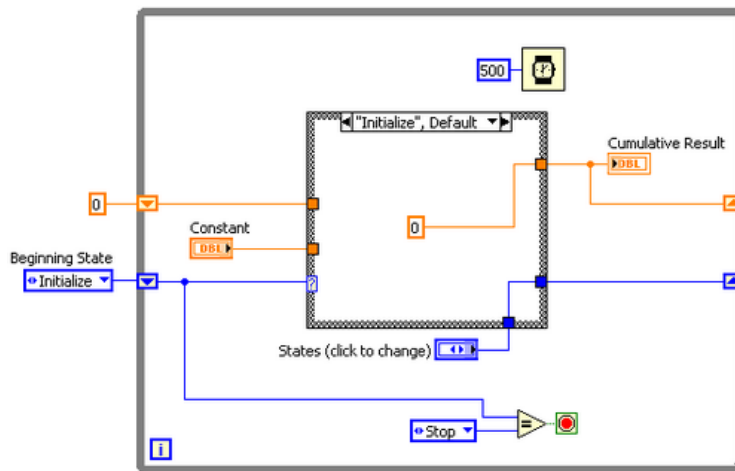 500
"Initialize", Default
Cumulative Result
DBL
0
0
Constant
DBL
Beginning State
Initialize
?
States (click to change)
Stop
=
i